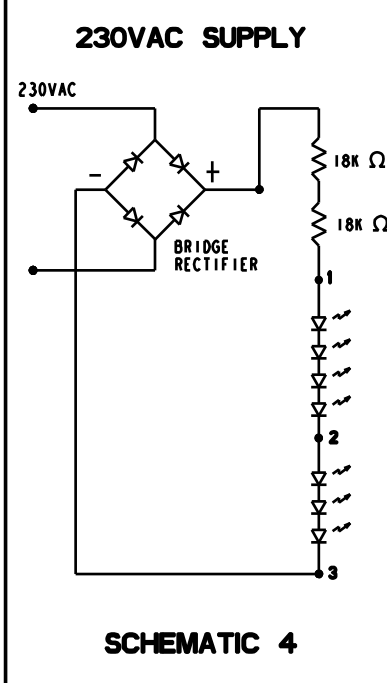 230VAC SUPPLY
230VAC
-
+
18K Ω
18K Ω
BRIDGE
RECTIFIER
1
2
3
SCHEMATIC 4